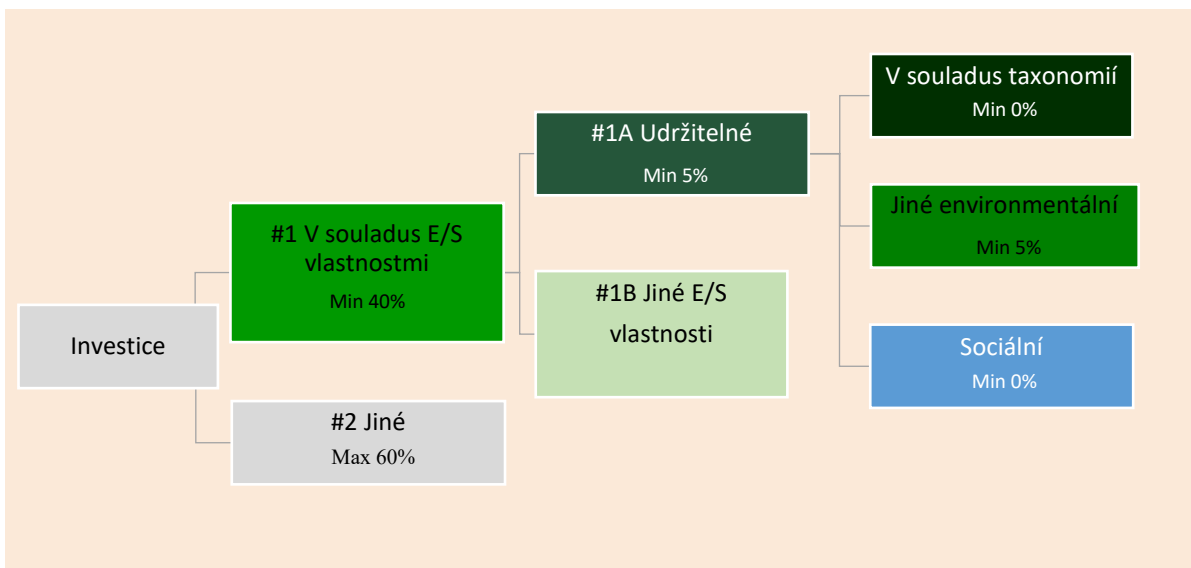 Investice
#1 V souladus E/S
vlastnostmi
Min 40%
#2 Jiné
Max 60%
#1A Udržitelné
Min 5%
#1B Jiné E/S
vlastnosti
V souladus taxonomií
Min 0%
Jiné environmentální
Min 5%
Sociální
Min 0%